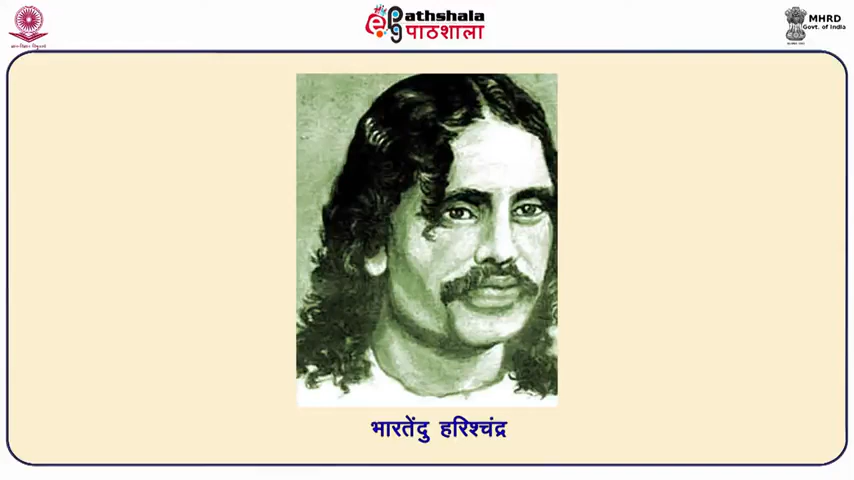 epathshala
पाठशाला
MHRD
Govt. of India
भारतेंदु हरिश्चंद्र